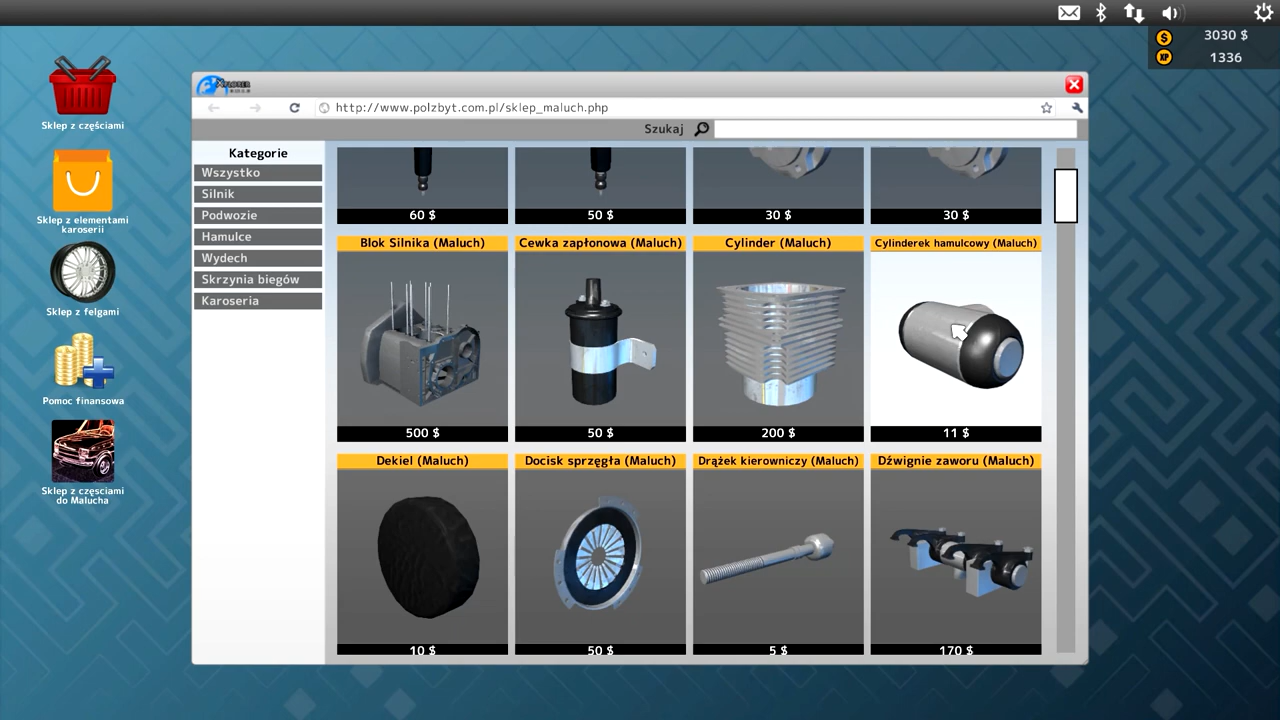 3030 $
1336
http://www.polzbyt.com.pl/sklep_maluch.php
Szukaj
Kategorie
Wszystko
Silnik
Podwozie
Hamulce
Wydech
Skrzynia biegów
Karoseria
Sklep z częściami
Sklep z elementami
karoserii
Sklep z felgami
Pomoc finansowa
Sklep z częsciami
do Malucha
60 $
50 $
30 $
30 $
Blok Silnika (Maluch)
Cewka zapłonowa (Maluch)
Cylinder (Maluch)
Cylinderek hamulcowy (Maluch)
500 $
50 $
200 $
11 $
Dekiel (Maluch)
Docisk sprzęgła (Maluch)
Drążek kierowniczy (Maluch)
Dźwignie zaworu (Maluch)
10 $
50 $
5 $
170 $